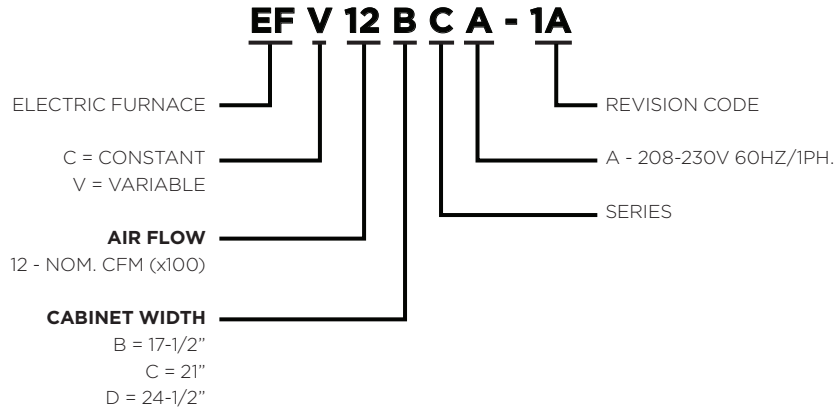 EF V 12 B C A - 1A
ELECTRIC FURNACE
C = CONSTANT
V = VARIABLE
AIR FLOW
12 - NOM. CFM (x100)
CABINET WIDTH
B = 17-1/2”
C = 21”
D = 24-1/2”
REVISION CODE
A - 208-230V 60HZ/1PH.
SERIES